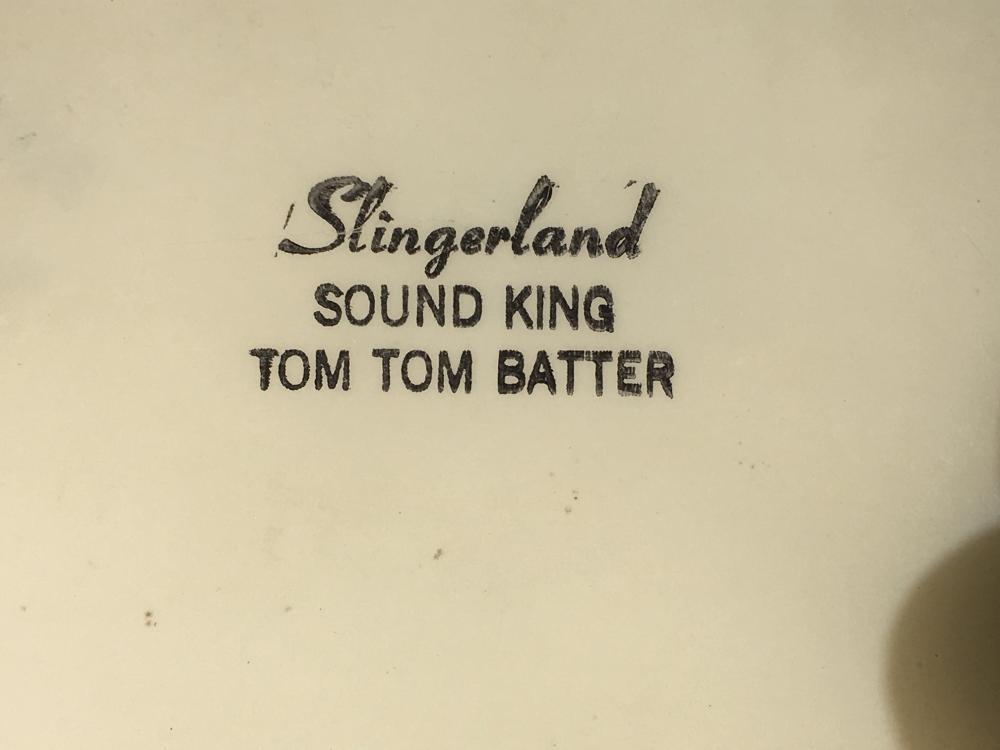 Slingerland
SOUND KING
TOM TOM BATTER